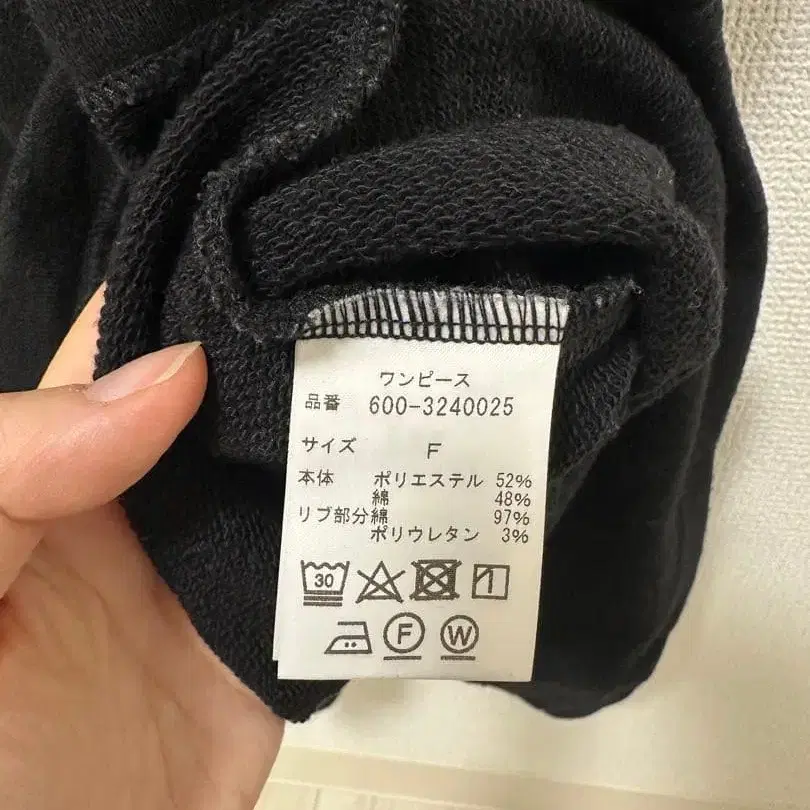 ワンピース
品番 600-3240025
サイズ F
本体 ポリエステル 52%
綿 48%
リブ部分綿 97%
ポリウレタン 3%
30
F W